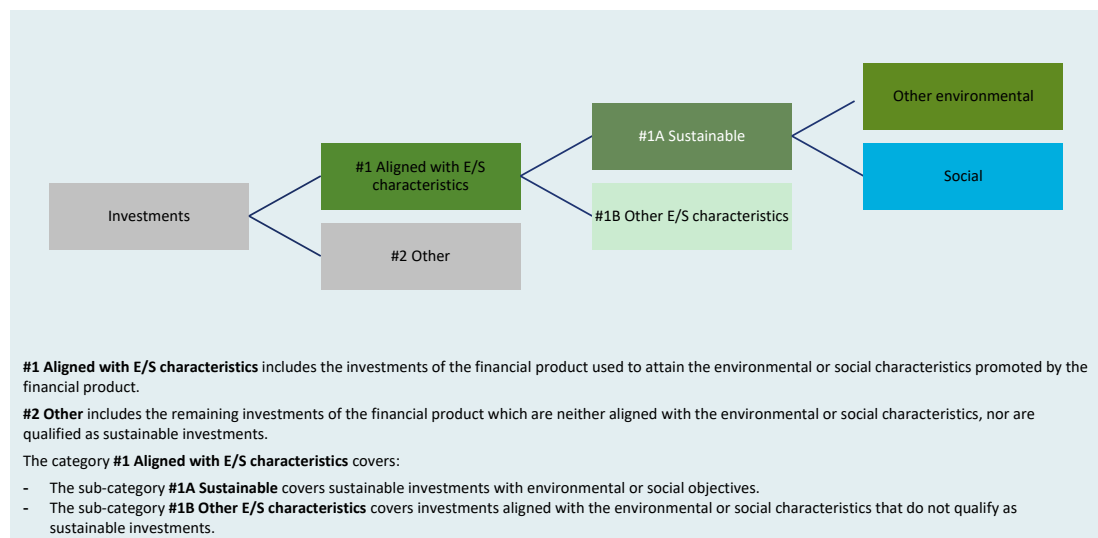 Other environmental
#1A Sustainable
#1 Aligned with E/S
characteristics
Social
Investments
#1B Other E/S characteristics
#2 Other
#1 Aligned with E/S characteristics includes the investments of the financial product used to attain the environmental or social characteristics promoted by the
financial product.
#2 Other includes the remaining investments of the financial product which are neither aligned with the environmental or social characteristics, nor are
qualified as sustainable investments.
The category #1 Aligned with E/S characteristics covers:
- The sub-category #1A Sustainable covers sustainable investments with environmental or social objectives.
- The sub-category #1B Other E/S characteristics covers investments aligned with the environmental or social characteristics that do not qualify as
sustainable investments.